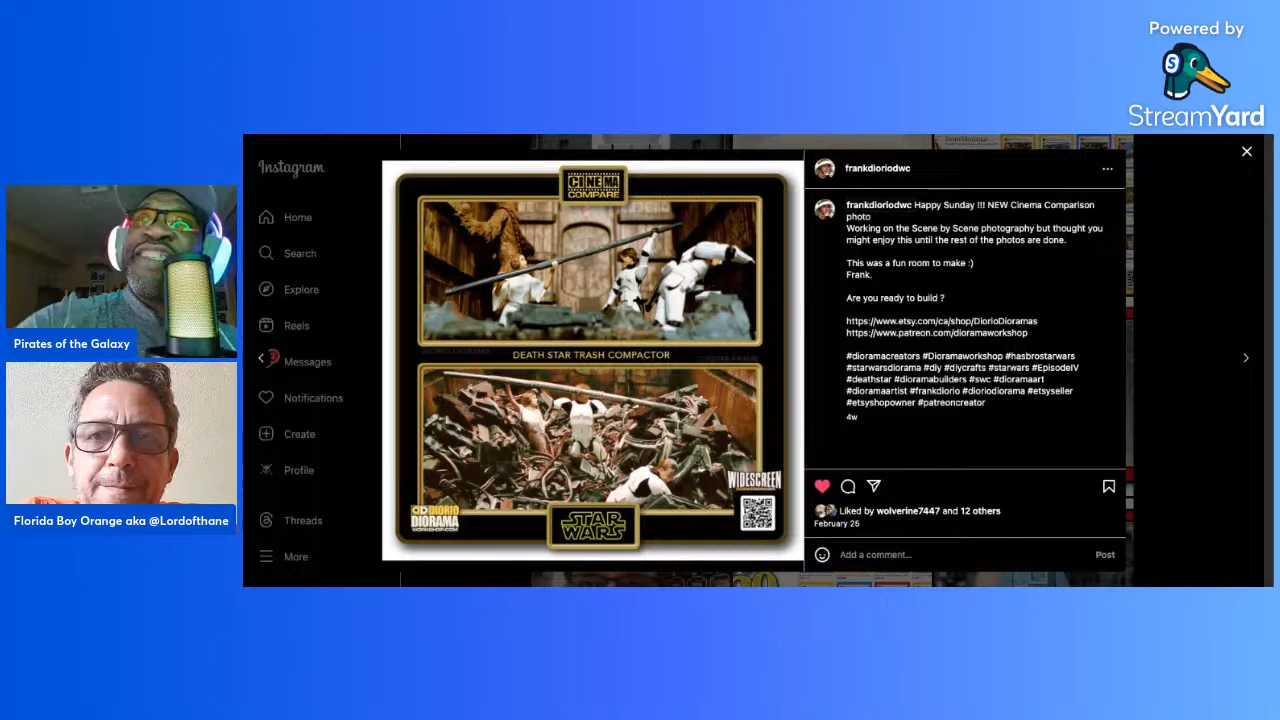 Powered by
StreamYard
Pirates of the Galaxy
Florida Boy Orange aka @Lordofthane
Instagram
Home
Search
Explore
Reels
2
Messages
Notifications
Create
Profile
Threads
More
CINEMA
COMPARE
DEATH STAR TRASH COMPACTOR
WIDESCREEN
DIORIO
DIORAMA
WORKSHOP.COM
STAR
WARS
frankdioriodwc
frankdioriodwc Happy Sunday !!! NEW Cinema Comparison
photo
Working on the Scene by Scene photography but thought you
might enjoy this until the rest of the photos are done.
This was a fun room to make :)
Frank.
Are you ready to build ?
https://www.etsy.com/ca/shop/DiorioDioramas
https://www.patreon.com/dioramaworkshop
#dioramacreators #Dioramaworkshop #hasbrostarwars
#starwarsdiorama #diy #diycrafts #starwars #EpisodeIV
#deathstar #dioramabuilders #swc #dioramaart
#dioramaartist #frankdiorio #dioriodiorama #etsyseller
#etsyshopowner #patreoncreator
4w
Liked by wolverine7447 and 12 others
February 25
Add a comment...
Post